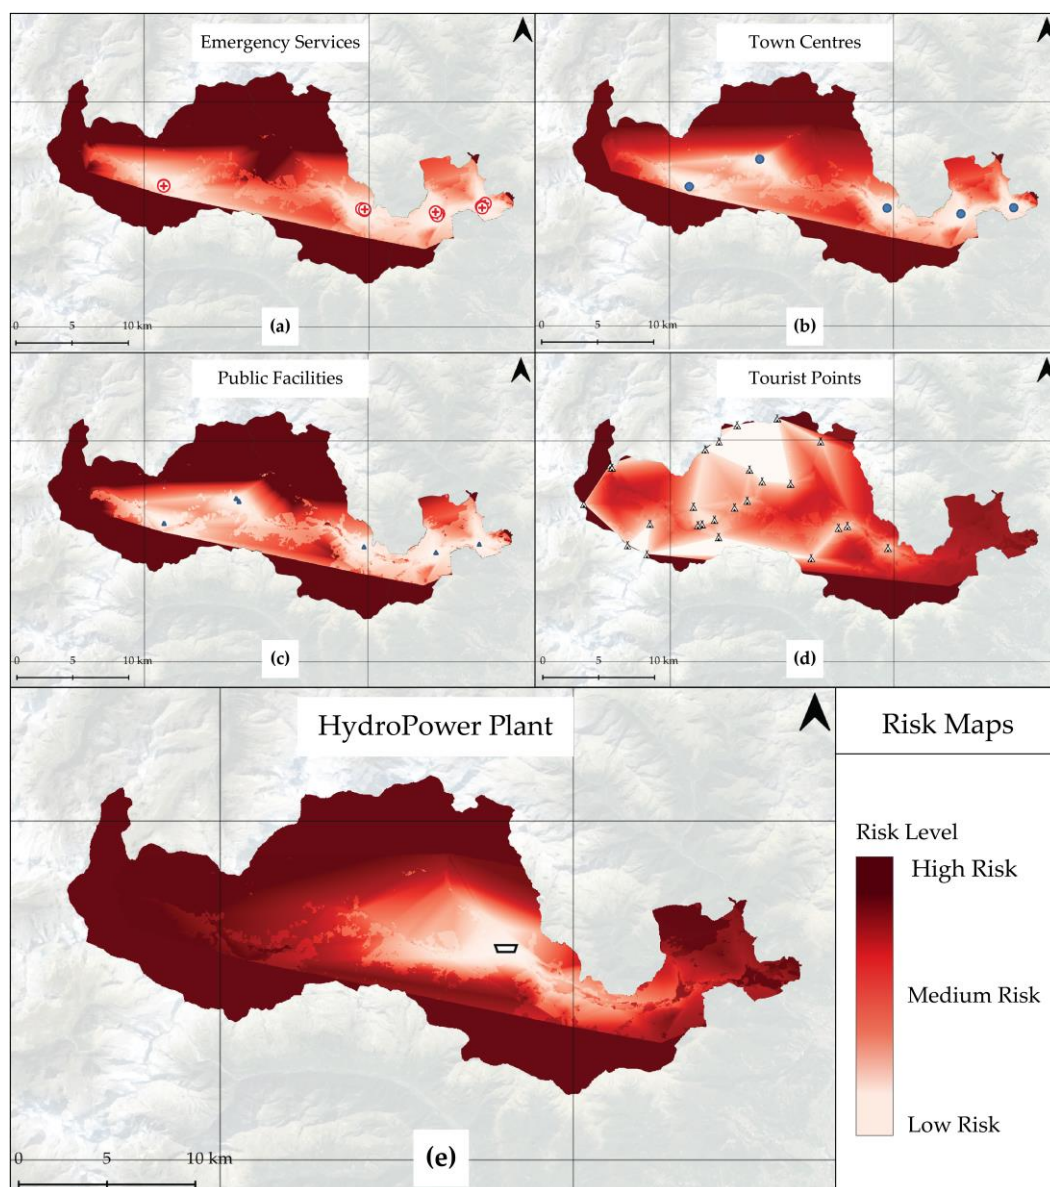 Emergency Services
0 5 10 km
(a)
Town Centres
0 5 10 km
(b)
Public Facilities
0 5 10 km
(c)
Tourist Points
0 5 10 km
(d)
HydroPower Plant
0 5 10 km
(e)
Risk Maps
Risk Level
High Risk
Medium Risk
Low Risk